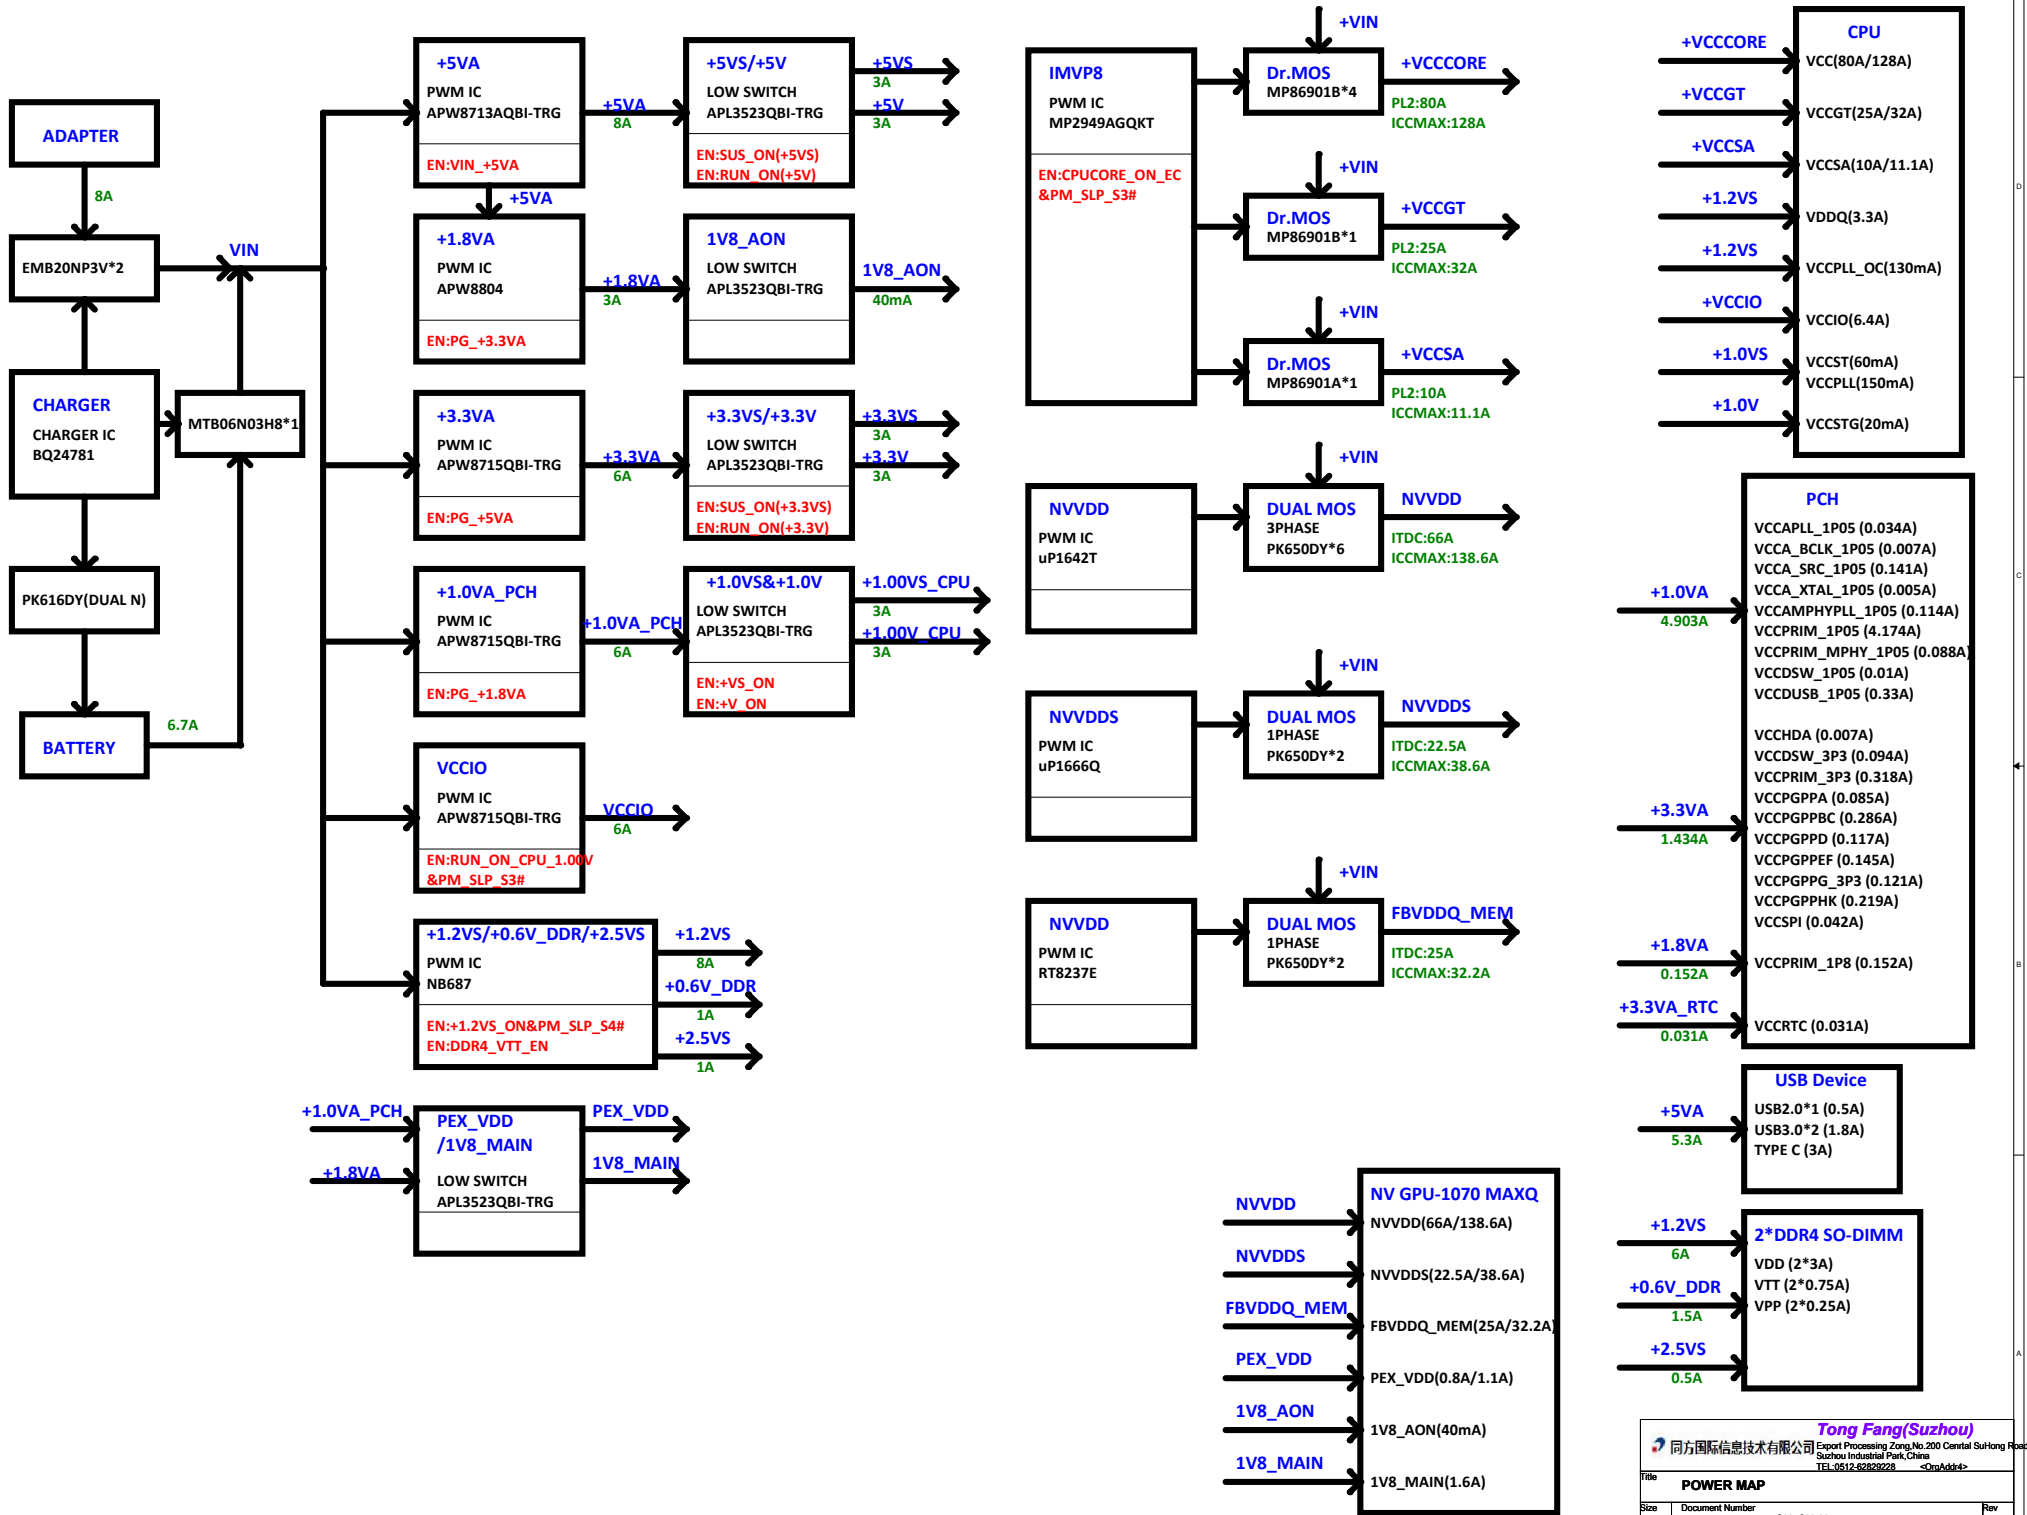 ADAPTER
8A
EMB20NP3V*2
VIN
CHARGER
CHARGER IC
BQ24781
MTB06N03H8*1
PK616DY(DUAL N)
BATTERY
6.7A
+5VA
PWM IC
APW8713AQBI-TRG
EN:VIN_+5VA
+5VA
8A
+5VS/+5V
LOW SWITCH
APL3523QBI-TRG
EN:SUS_ON(+5VS)
EN:RUN_ON(+5V)
+5VS
3A
+5V
3A
+5VA
+1.8VA
PWM IC
APW8804
EN:PG_+3.3VA
+1.8VA
3A
1V8_AON
LOW SWITCH
APL3523QBI-TRG
1V8_AON
40mA
+3.3VA
PWM IC
APW8715QBI-TRG
EN:PG_+5VA
+3.3VA
6A
+3.3VS/+3.3V
LOW SWITCH
APL3523QBI-TRG
EN:SUS_ON(+3.3VS)
EN:RUN_ON(+3.3V)
+3.3VS
3A
+3.3V
3A
+1.0VA_PCH
PWM IC
APW8715QBI-TRG
EN:PG_+1.8VA
+1.0VA_PCH
6A
+1.0VS&+1.0V
LOW SWITCH
APL3523QBI-TRG
EN:+VS_ON
EN:+V_ON
+1.00VS_CPU
3A
+1.00V_CPU
3A
VCCIO
PWM IC
APW8715QBI-TRG
EN:RUN_ON_CPU_1.00V
&PM_SLP_S3#
VCCIO
6A
+1.2VS/+0.6V_DDR/+2.5VS
PWM IC
NB687
EN:+1.2VS_ON&PM_SLP_S4#
EN:DDR4_VTT_EN
+1.2VS
8A
+0.6V_DDR
1A
+2.5VS
1A
+1.0VA_PCH
+1.8VA
PEX_VDD
/1V8_MAIN
LOW SWITCH
APL3523QBI-TRG
PEX_VDD
1V8_MAIN
IMVP8
PWM IC
MP2949AGQKT
EN:CPUCORE_ON_EC
&PM_SLP_S3#
+VIN
Dr.MOS
MP86901B*4
+VCCCORE
PL2:80A
ICCMAX:128A
+VIN
Dr.MOS
MP86901B*1
+VCCGT
PL2:25A
ICCMAX:32A
+VIN
Dr.MOS
MP86901A*1
+VCCSA
PL2:10A
ICCMAX:11.1A
NVVDD
PWM IC
uP1642T
+VIN
DUAL MOS
3PHASE
PK650DY*6
NVVDD
ITDC:66A
ICCMAX:138.6A
NVVDDS
PWM IC
uP1666Q
+VIN
DUAL MOS
1PHASE
PK650DY*2
NVVDDS
ITDC:22.5A
ICCMAX:38.6A
NVVDD
PWM IC
RT8237E
+VIN
DUAL MOS
1PHASE
PK650DY*2
FBVDDQ_MEM
ITDC:25A
ICCMAX:32.2A
NV GPU-1070 MAXQ
NVVDD
NVVDD(66A/138.6A)
NVVDDS
NVVDDS(22.5A/38.6A)
FBVDDQ_MEM
FBVDDQ_MEM(25A/32.2A)
PEX_VDD
PEX_VDD(0.8A/1.1A)
1V8_AON
1V8_AON(40mA)
1V8_MAIN
1V8_MAIN(1.6A)
CPU
+VCCCORE
VCC(80A/128A)
+VCCGT
VCCGT(25A/32A)
+VCCSA
VCCSA(10A/11.1A)
+1.2VS
VDDQ(3.3A)
+1.2VS
VCCPLL_OC(130mA)
+VCCIO
VCCIO(6.4A)
+1.0VS
VCCST(60mA)
VCCPLL(150mA)
+1.0V
VCCSTG(20mA)
PCH
VCCAPLL_1P05 (0.034A)
VCCA_BCLK_1P05 (0.007A)
VCCA_SRC_1P05 (0.141A)
VCCA_XTAL_1P05 (0.005A)
+1.0VA
4.903A
VCCAMPHYPLL_1P05 (0.114A)
VCCPRIM_1P05 (4.174A)
VCCPRIM_MPHY_1P05 (0.088A)
VCCDSW_1P05 (0.01A)
VCCDUSB_1P05 (0.33A)
VCCHDA (0.007A)
VCCDSW_3P3 (0.094A)
VCCPRIM_3P3 (0.318A)
VCCPGPPA (0.085A)
+3.3VA
1.434A
VCCPGPPBC (0.286A)
VCCPGPPD (0.117A)
VCCPGPPEF (0.145A)
VCCPGPPG_3P3 (0.121A)
VCCPGPPHK (0.219A)
VCCSPI (0.042A)
+1.8VA
0.152A
VCCPRIM_1P8 (0.152A)
+3.3VA_RTC
0.031A
VCCRTC (0.031A)
USB Device
+5VA
5.3A
USB2.0*1 (0.5A)
USB3.0*2 (1.8A)
TYPE C (3A)
2*DDR4 SO-DIMM
+1.2VS
6A
VDD (2*3A)
VTT (2*0.75A)
VPP (2*0.25A)
+0.6V_DDR
1.5A
+2.5VS
0.5A
D
C
B
A
Tong Fang(Suzhou)
同方国际信息技术有限公司
Export Processing Zong,No.200 Cenrtal SuHong Road
Suzhou Industrial Park,China
TEL:0512-62829228 <OrgAddr4>
Title
POWER MAP
Size
Document Number
Rev